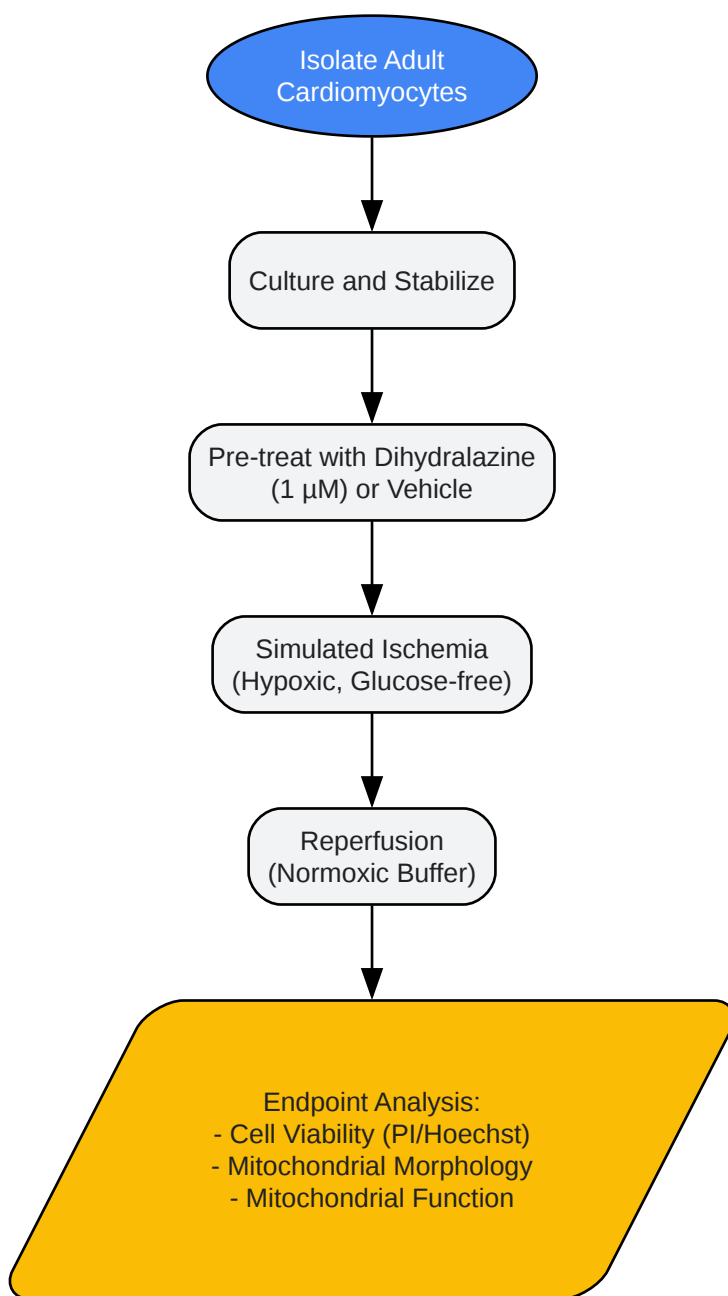 Isolate Adult
Cardiomyocytes
Culture and Stabilize
Pre-treat with Dihydralazine
(1 µM) or Vehicle
Simulated Ischemia
(Hypoxic, Glucose-free)
Reperfusion
(Normoxic Buffer)
Endpoint Analysis:
- Cell Viability (PI/Hoechst)
- Mitochondrial Morphology
- Mitochondrial Function